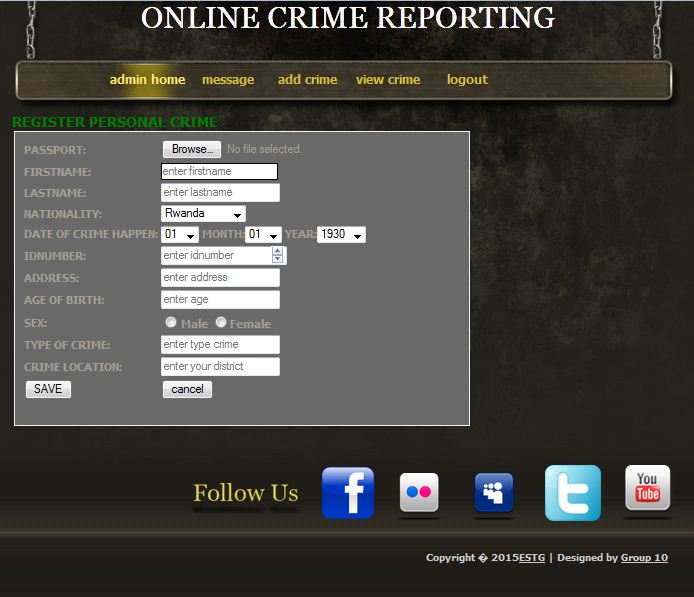 ONLINE CRIME REPORTING
admin home message add crime view crime logout
REGISTER PERSONAL CRIME
PASSPORT: Browse... No file selected.
FIRSTNAME: enter firstname
LASTNAME: enter lastname
NATIONALITY: Rwanda
DATE OF CRIME HAPPEN: 01 MONTH: 01 YEAR: 1930
IDNUMBER: enter idnumber
ADDRESS: enter address
AGE OF BIRTH: enter age
SEX: Male Female
TYPE OF CRIME: enter type crime
CRIME LOCATION: enter your district
SAVE cancel
Follow Us f t You Tube
Copyright � 2015ESTG | Designed by Group 10